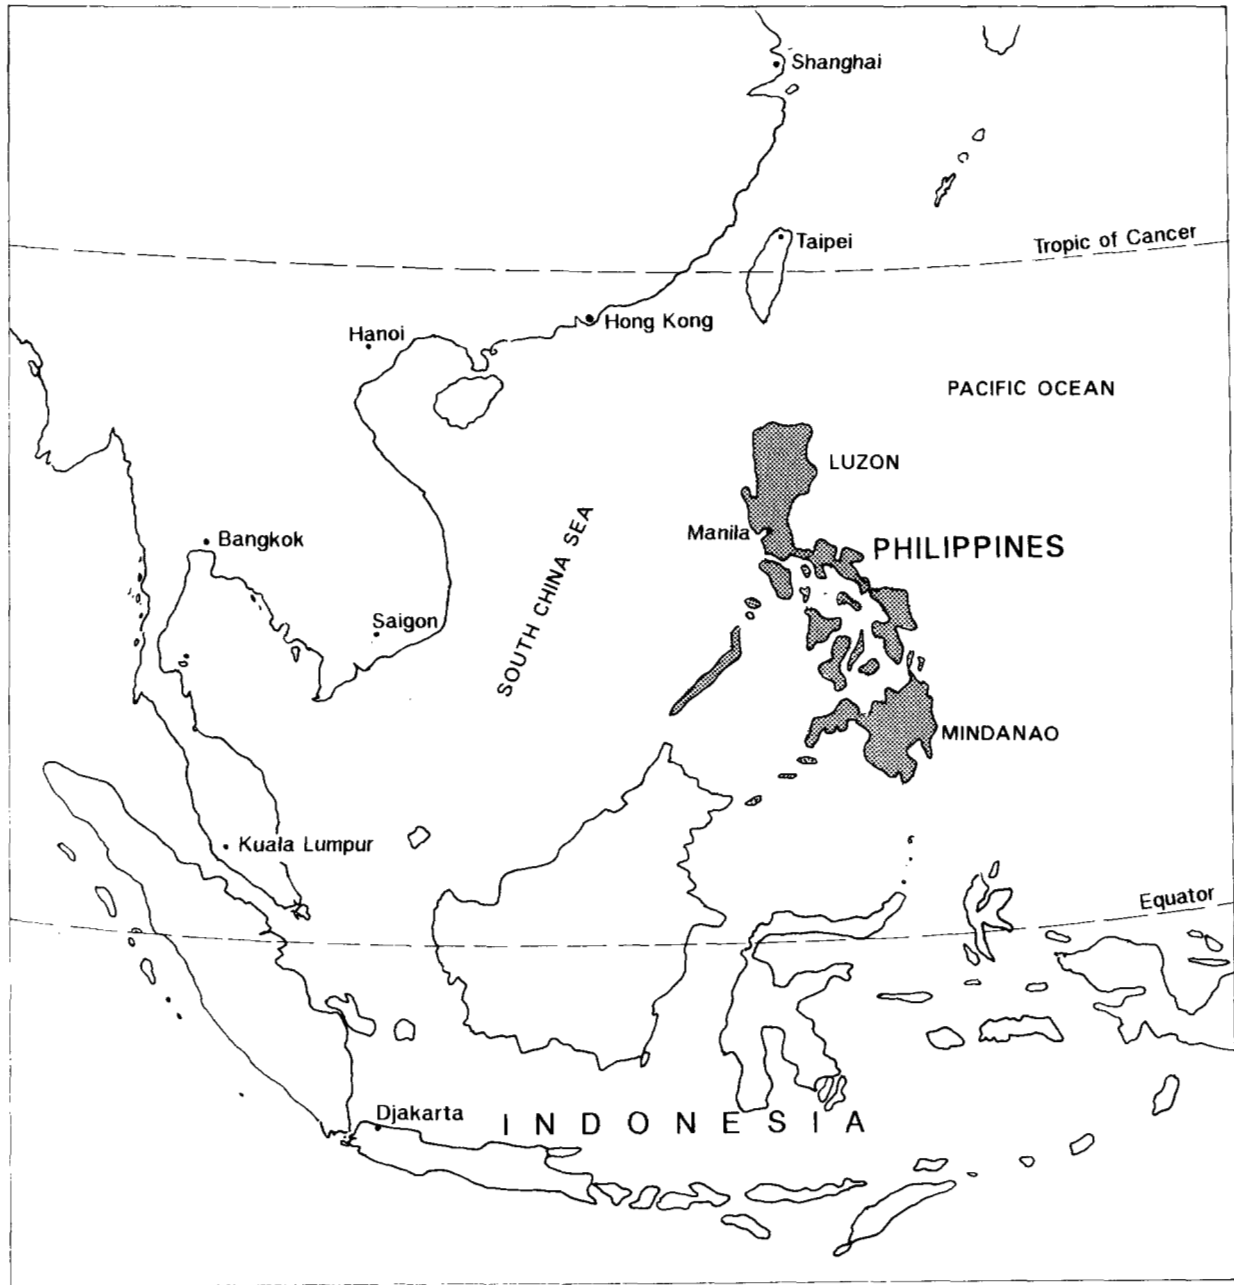 Shanghai
Taipei
Tropic of Cancer
Hong Kong
Hanoi
PACIFIC OCEAN
LUZON
Manila
PHILIPPINES
Bangkok
SOUTH CHINA SEA
Saigon
MINDANAO
Kuala Lumpur
Equator
Djakarta
INDONESIA